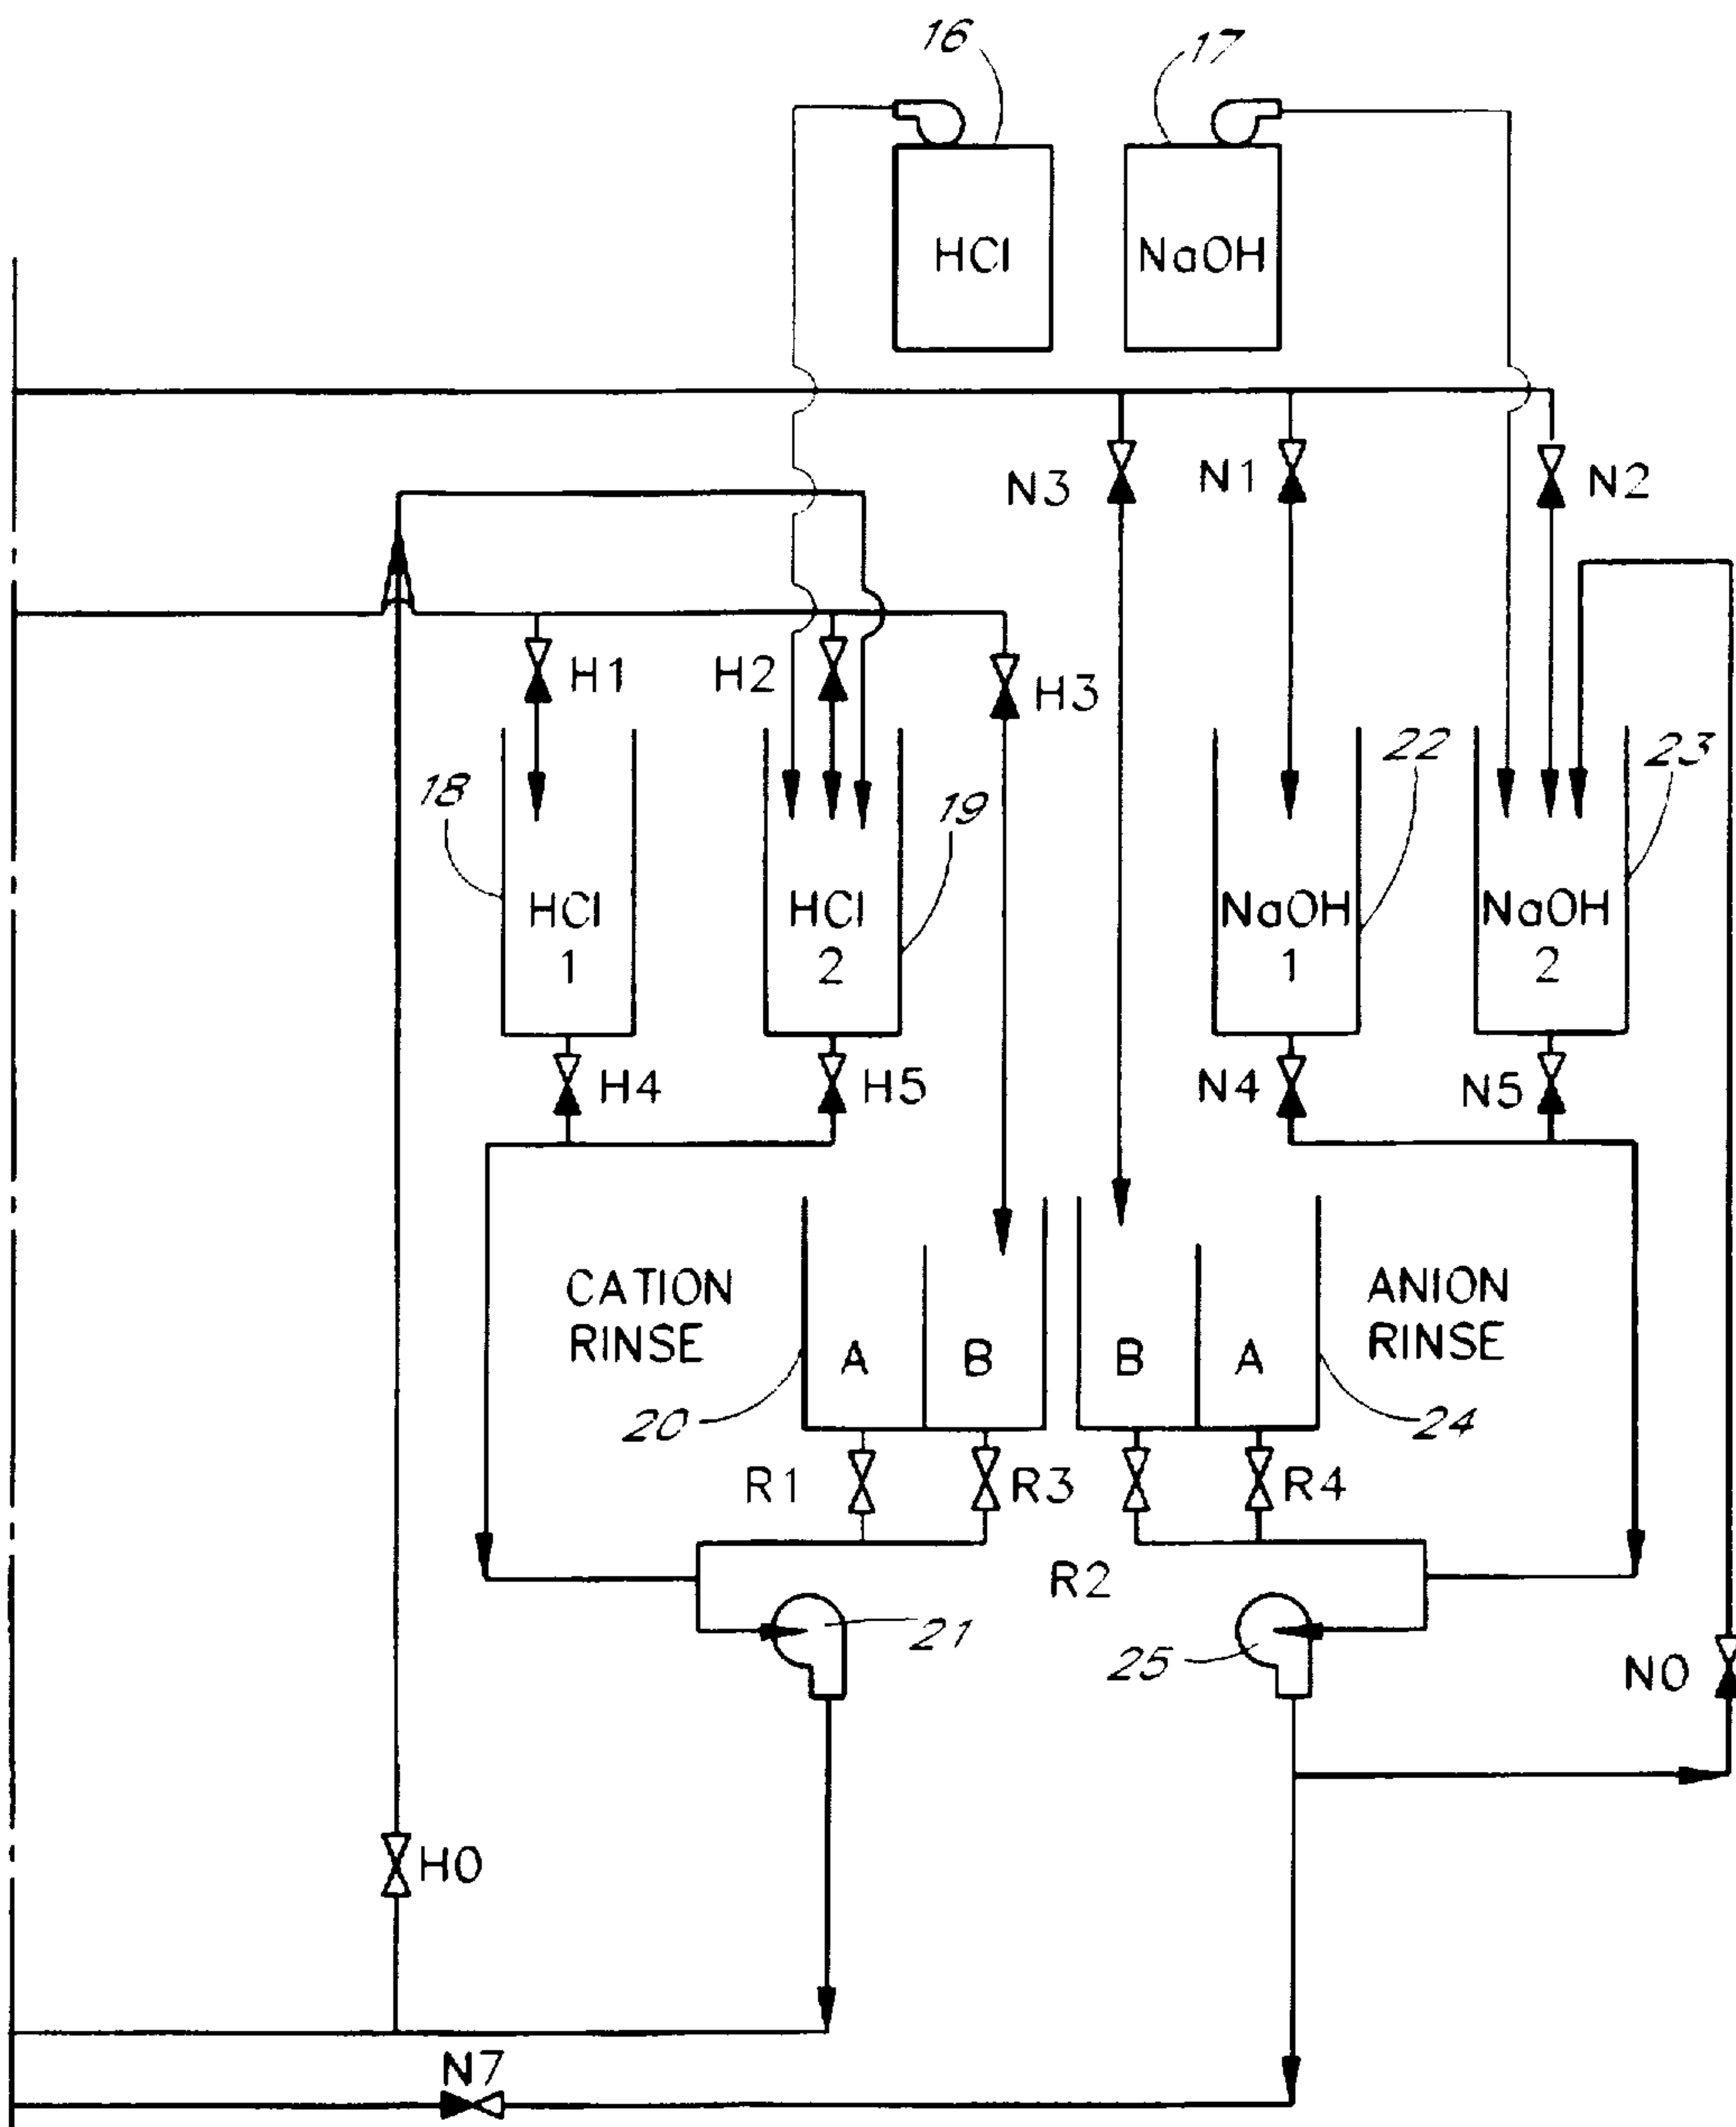 16
17
HCl
NaOH
N3
N1
N2
H1
H2
H3
18
19
22
23
HCl
1
HCl
2
NaOH
1
NaOH
2
H4
H5
N4
N5
CATION
RINSE
ANION
RINSE
A
B
B
A
20
24
R1
R3
R4
R2
21
25
N0
H0
N7